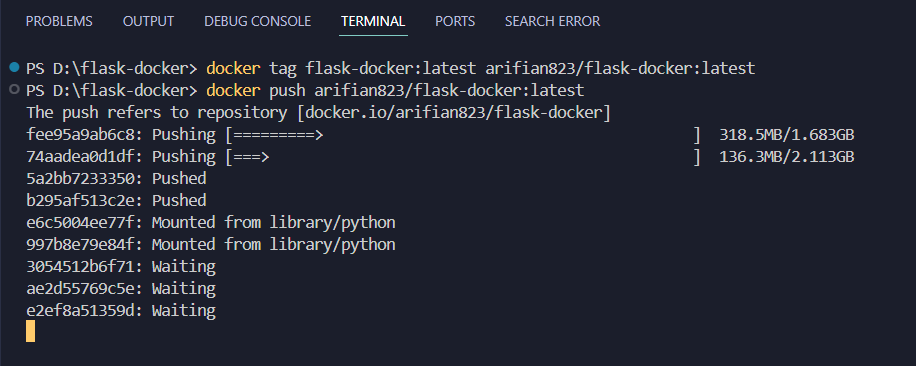 PROBLEMS OUTPUT DEBUG CONSOLE TERMINAL PORTS SEARCH ERROR
PS D:\flask-docker> docker tag flask-docker:latest arifian823/flask-docker:latest
PS D:\flask-docker> docker push arifian823/flask-docker:latest
The push refers to repository [docker.io/arifian823/flask-docker]
fee95a9ab6c8: Pushing [=========>                                         ]  318.5MB/1.683GB
74aadea0d1df: Pushing [===>                                               ]  136.3MB/2.113GB
5a2bb7233350: Pushed
b295af513c2e: Pushed
e6c5004ee77f: Mounted from library/python
997b8e79e84f: Mounted from library/python
3054512b6f71: Waiting
ae2d55769c5e: Waiting
e2ef8a51359d: Waiting